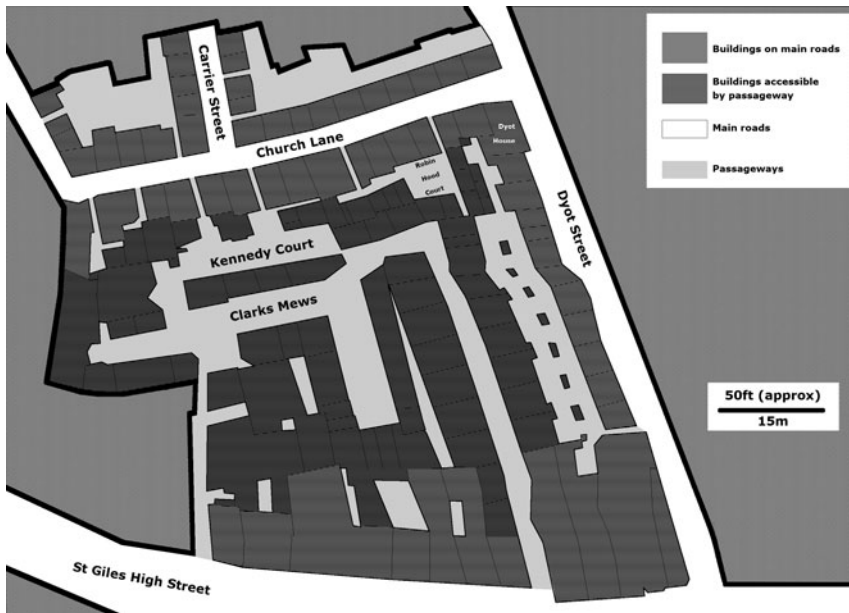 Carrier Street
Church Lane
Robin
Hood
Court
Dyot
House
Kennedy Court
Clarks Mews
Dyot Street
St Giles High Street
Buildings on main roads
Buildings accessible
by passageway
Main roads
Passageways
50ft (approx)
15m